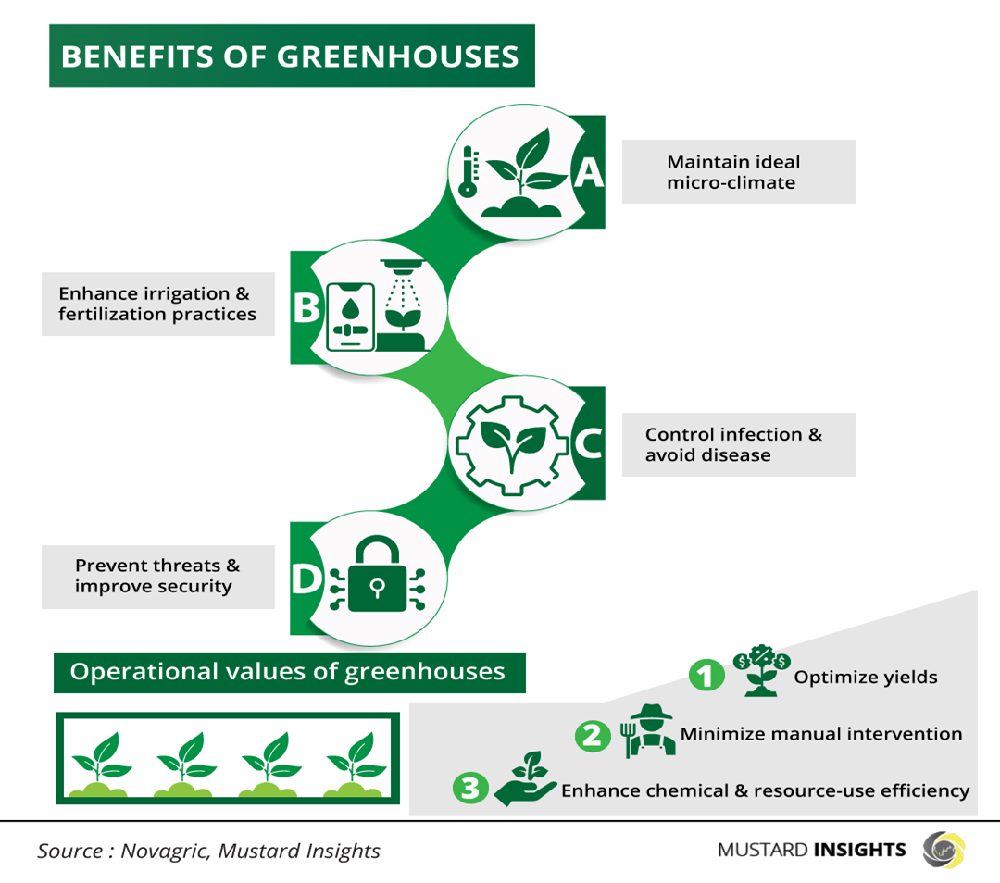 BENEFITS OF GREENHOUSES
A
Maintain ideal
micro-climate
B
Enhance irrigation &
fertilization practices
C
Control infection &
avoid disease
D
Prevent threats &
improve security
Operational values of greenhouses
1 Optimize yields
2 Minimize manual intervention
3 Enhance chemical & resource-use efficiency
Source : Novagric, Mustard Insights
MUSTARD INSIGHTS